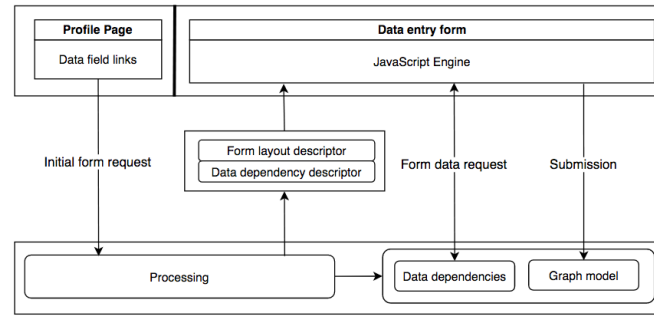 Profile Page
Data entry form
Data field links
JavaScript Engine
Form layout descriptor
Data dependency descriptor
Initial form request
Form data request
Submission
Processing
Data dependencies
Graph model